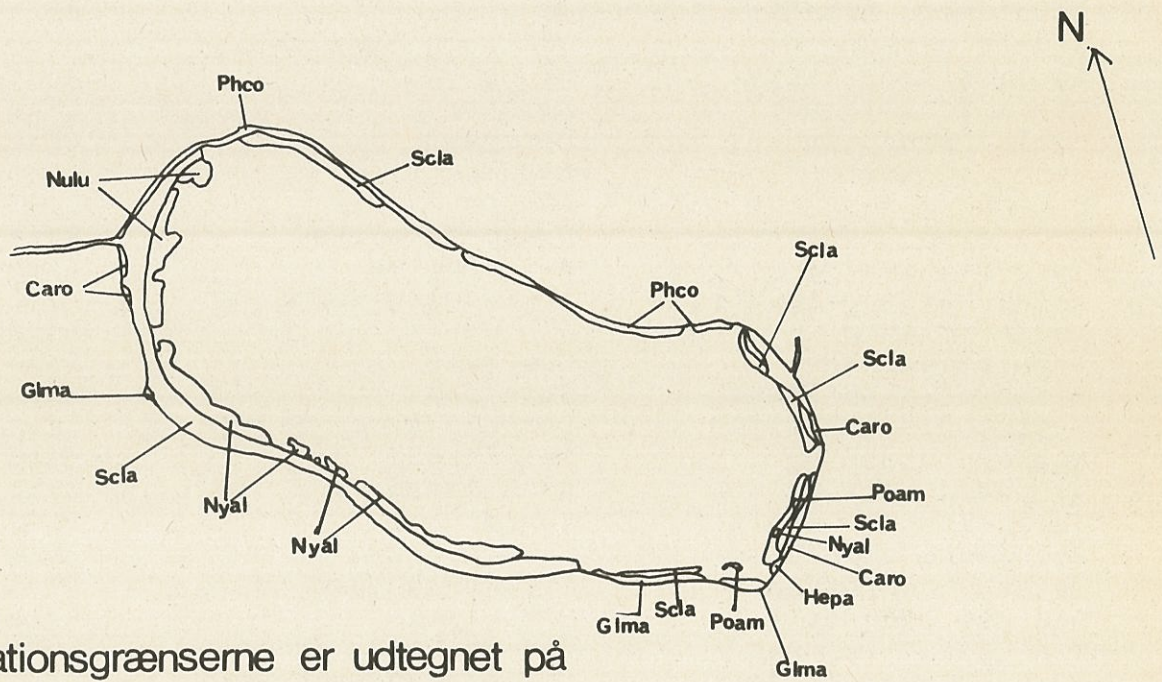 N
Phco
Scla
Nulu
Scla
Caro
Phco
Scla
Glma
Caro
Scla
Poam
Nyal
Scla
Nyal
Nyal
Caro
Hepa
Glma Scla Poam
Glma
ationsgrænserne er udtegnet på